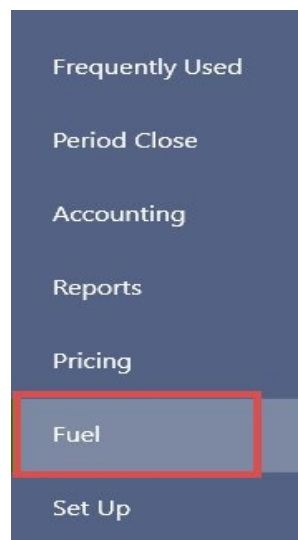 Frequently Used
Period Close
Accounting
Reports
Pricing
Fuel
Set Up